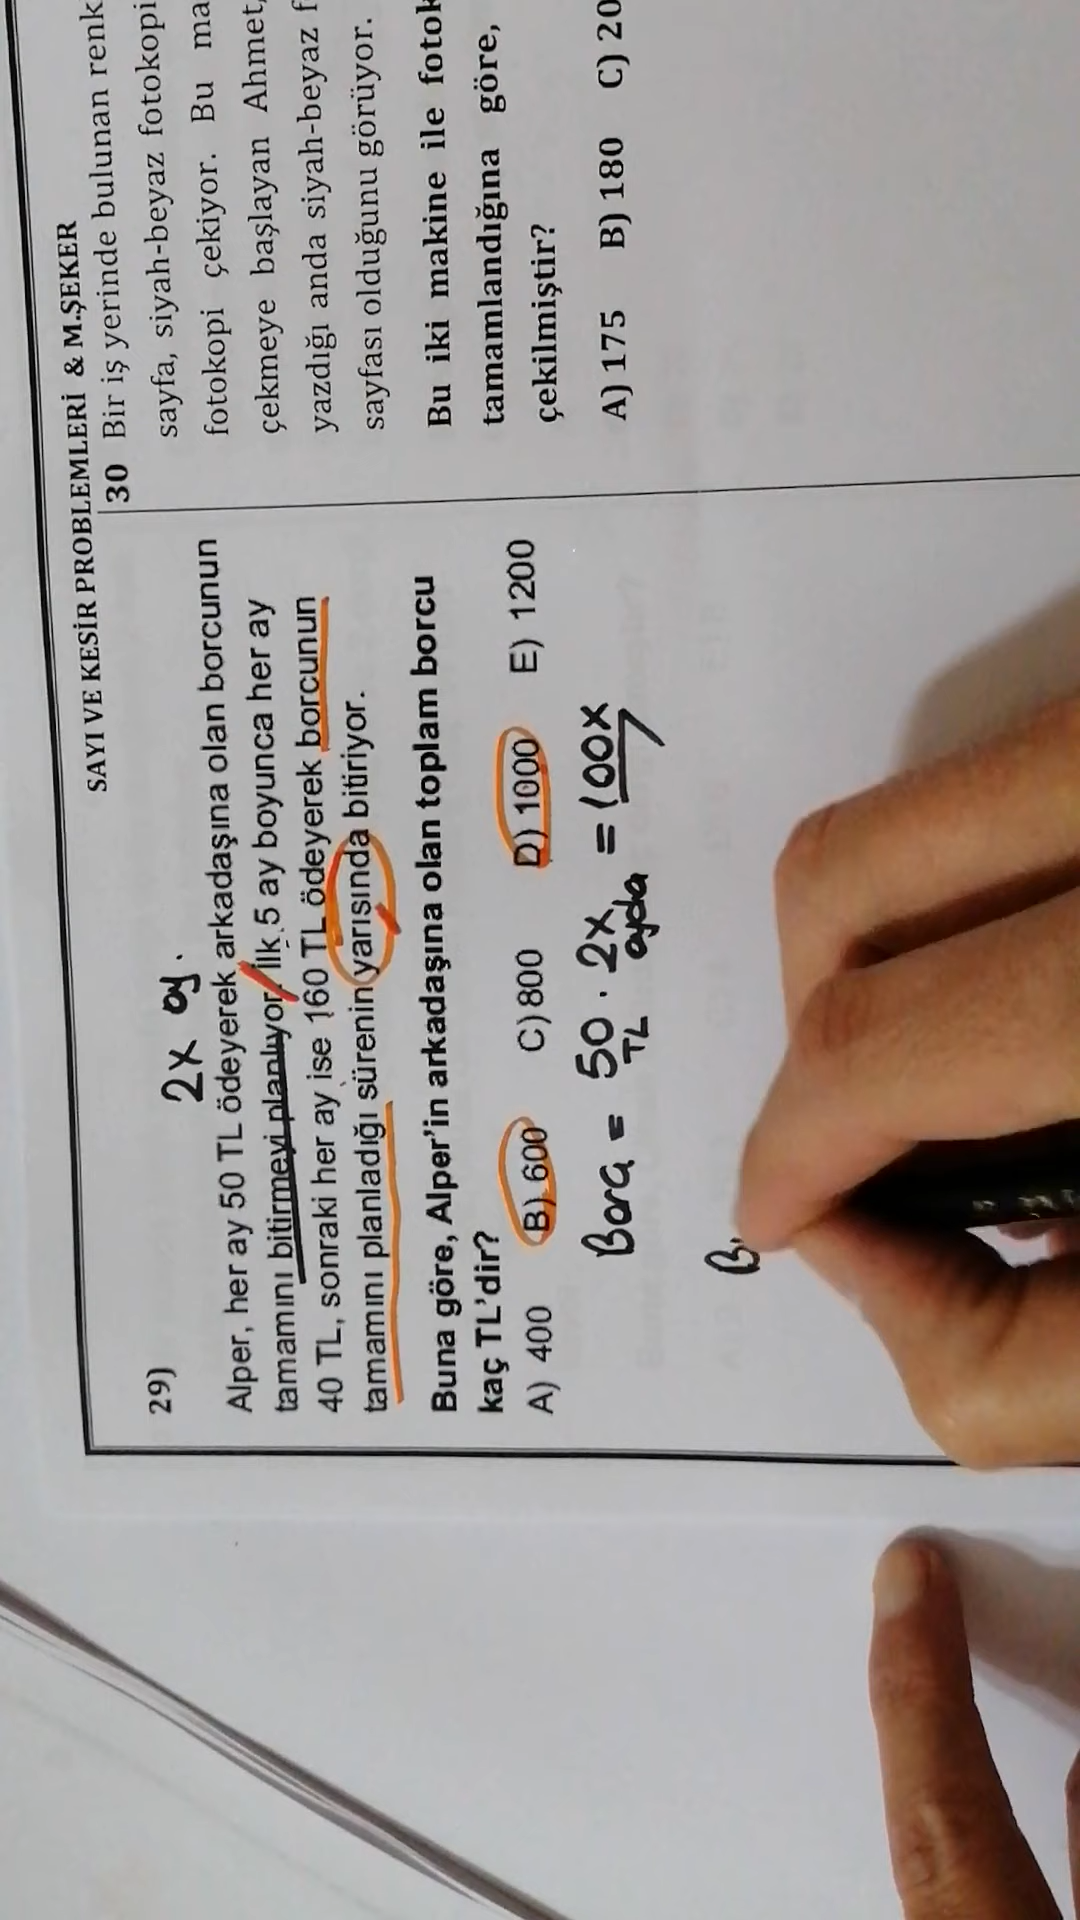 SAYI VE KESİR PROBLEMLERİ & M.ŞEKER
29)
2x ay.
Alper, her ay 50 TL ödeyerek arkadaşına olan borcunun
tamamını bitirmeyi planlıyor. İlk 5 ay boyunca her ay
40 TL, sonraki her ay ise 160 TL ödeyerek borcunun
tamamını planladığı sürenin yarısında bitiriyor.
Buna göre, Alper'in arkadaşına olan toplam borcu
kaç TL'dir?
A) 400 B) 600 C) 800 D) 1000 E) 1200
Borç = 50 . 2x = 100x
TL ayda
B
30 Bir iş yerinde bulunan renk
sayfa, siyah-beyaz fotokopi
fotokopi çekiyor. Bu ma
çekmeye başlayan Ahmet,
yazdığı anda siyah-beyaz f
sayfası olduğunu görüyor.
Bu iki makine ile fotok
tamamlandığına göre,
çekilmiştir?
A) 175 B) 180 C) 20